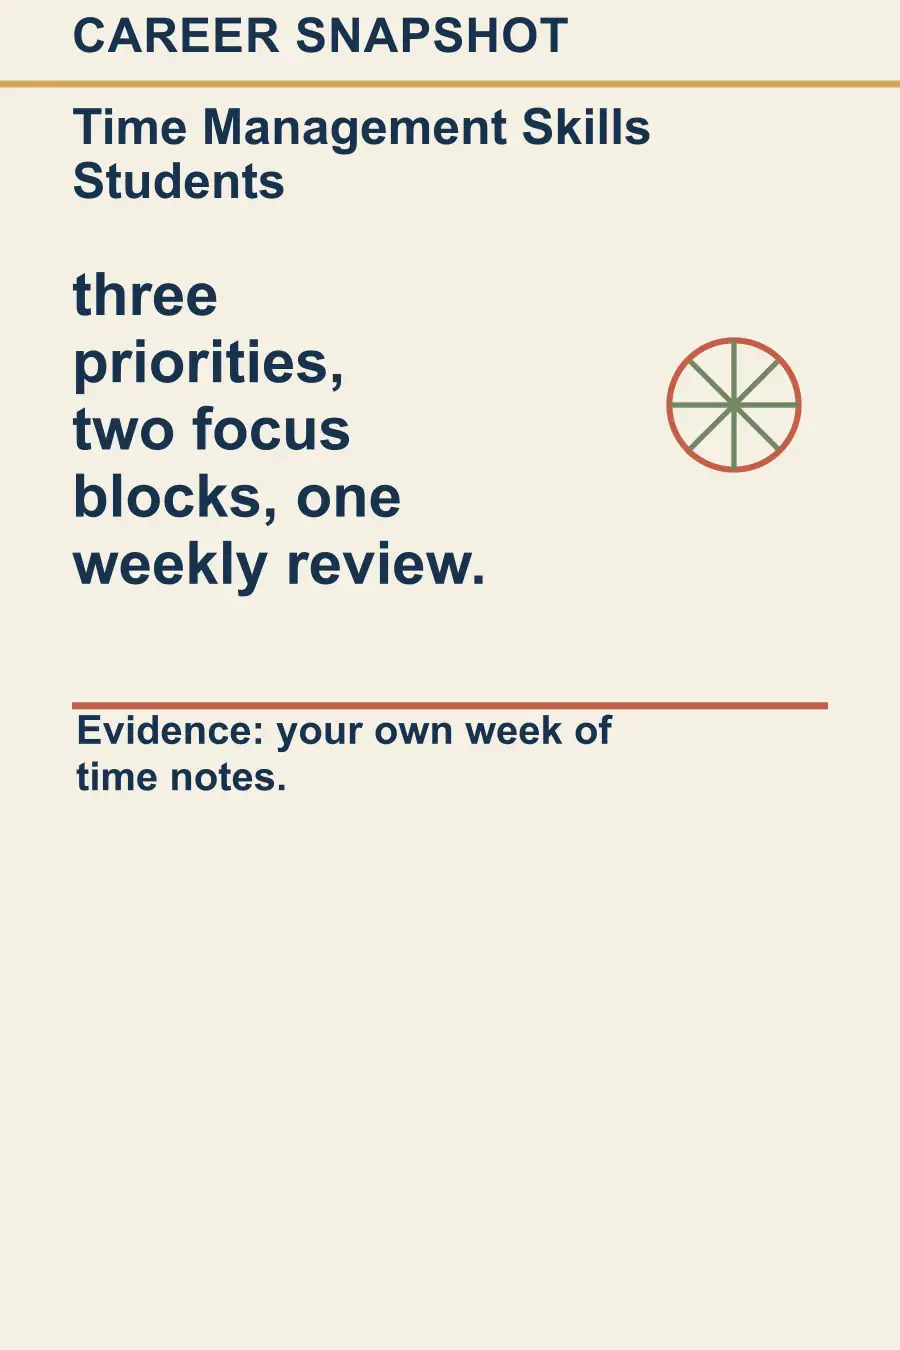 CAREER SNAPSHOT
Time Management Skills
Students
three
priorities,
two focus
blocks, one
weekly review.
Evidence: your own week of
time notes.